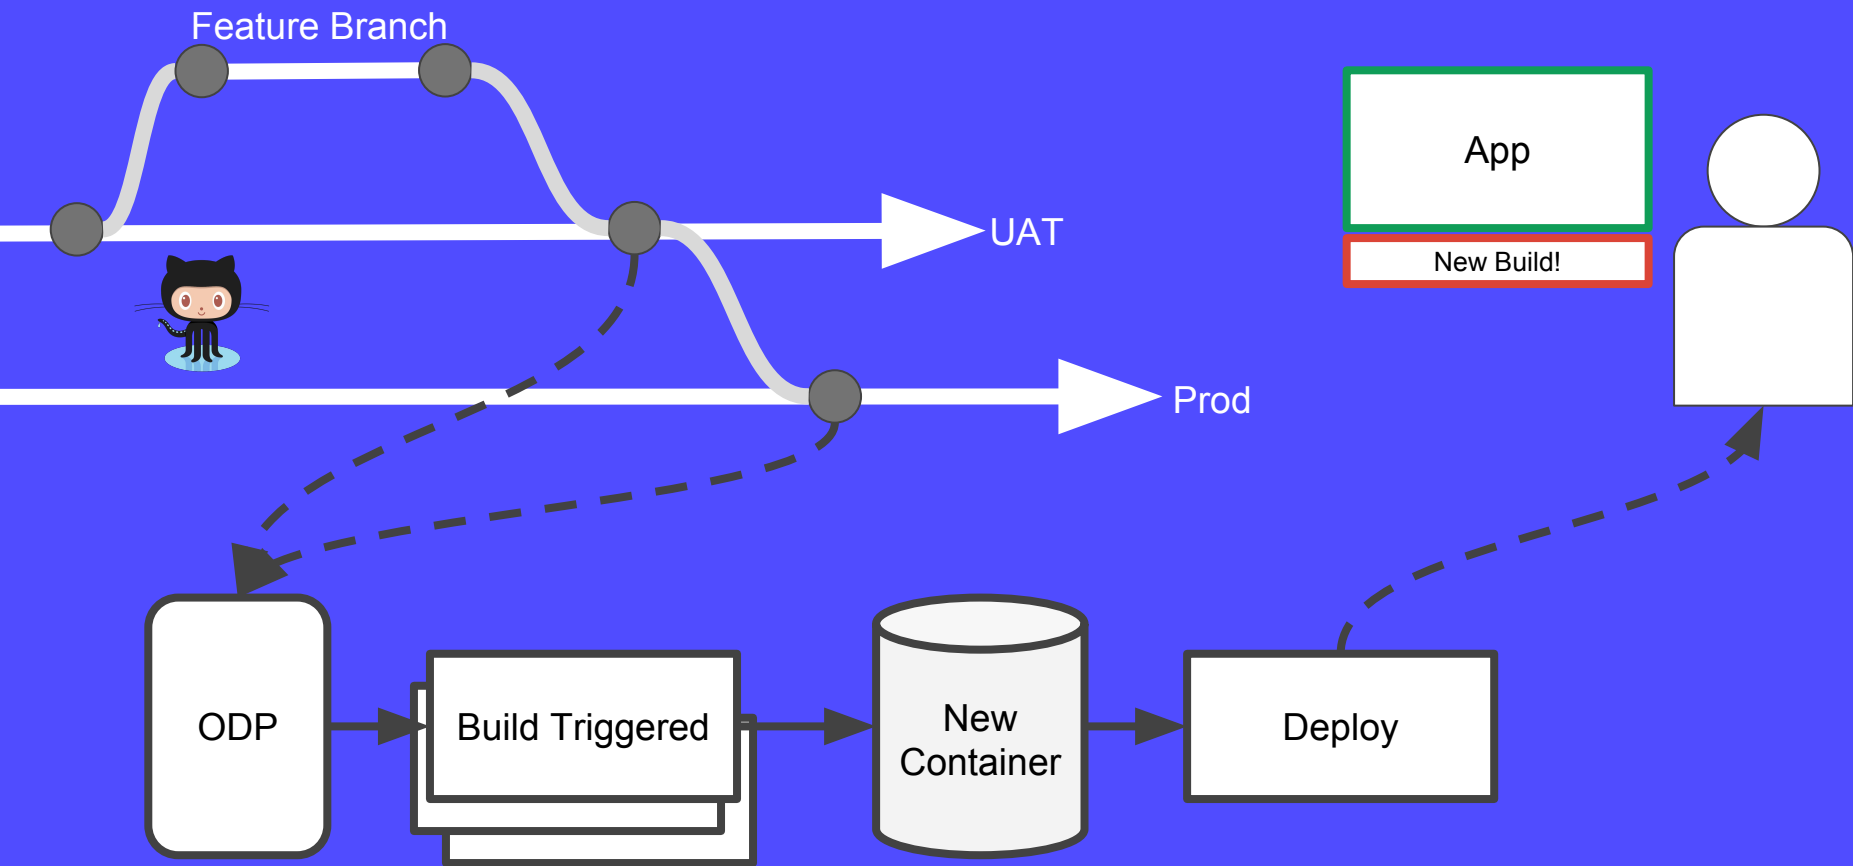 Feature Branch
App
UAT
New Build!
Prod
ODP
Build Triggered
New
Container
Deploy